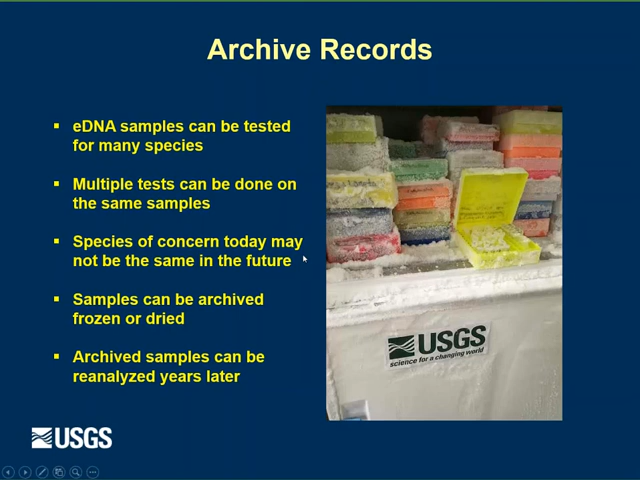 Archive Records
▪ eDNA samples can be tested
for many species
▪ Multiple tests can be done on
the same samples
▪ Species of concern today may
not be the same in the future
▪ Samples can be archived
frozen or dried
▪ Archived samples can be
reanalyzed years later
USGS
science for a changing world
USGS